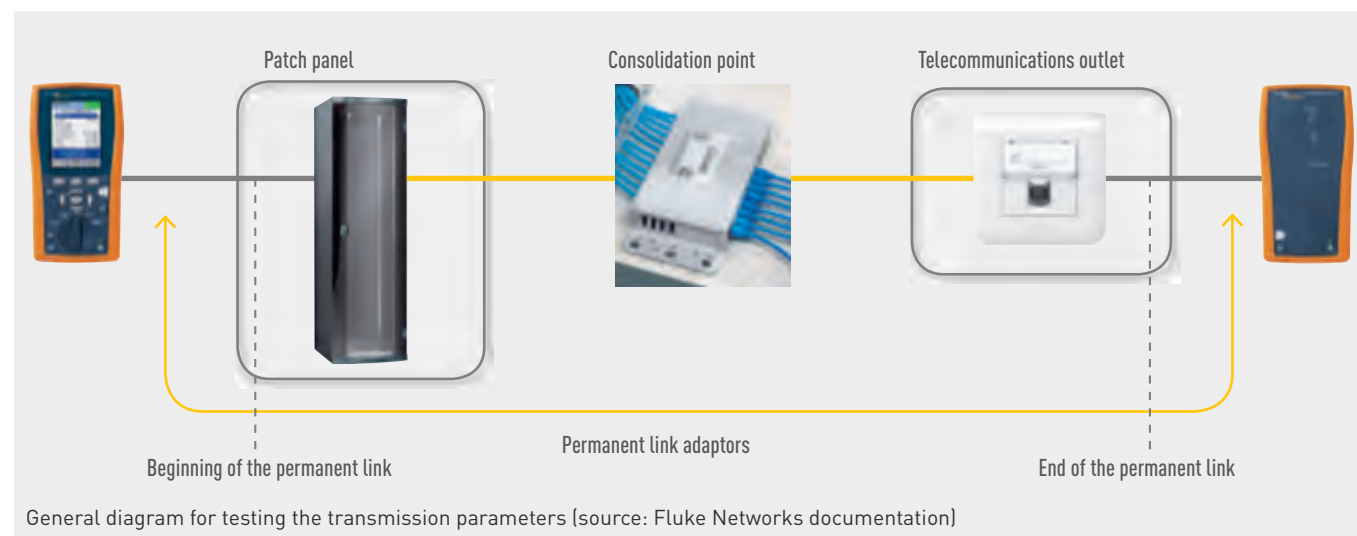 Patch panel
Consolidation point
Telecommunications outlet
Permanent link adaptors
Beginning of the permanent link
End of the permanent link
General diagram for testing the transmission parameters (source: Fluke Networks documentation)